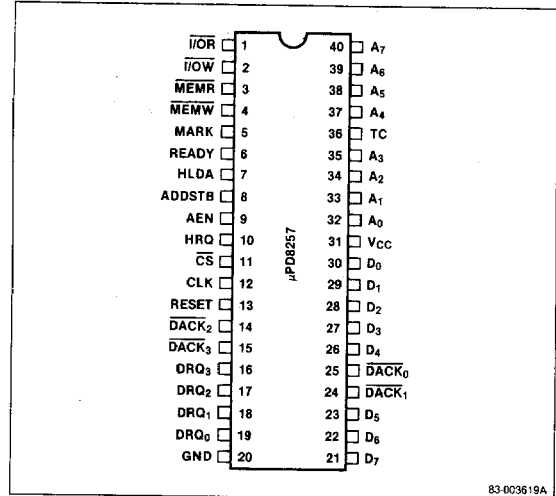 I/OR 1 40 A7
I/OW 2 39 A6
MEMR 3 38 A5
MEMW 4 37 A4
MARK 5 36 TC
READY 6 35 A3
HLDA 7 34 A2
ADDSTB 8 33 A1
AEN 9 32 A0
HRQ 10 31 VCC
CS 11 30 D0
CLK 12 29 D1
RESET 13 28 D2
DACK2 14 27 D3
DACK3 15 26 D4
DRQ3 16 25 DACK0
DRQ2 17 24 DACK1
DRQ1 18 23 D5
DRQ0 19 22 D6
GND 20 21 D7
µPD8257
83-003619A